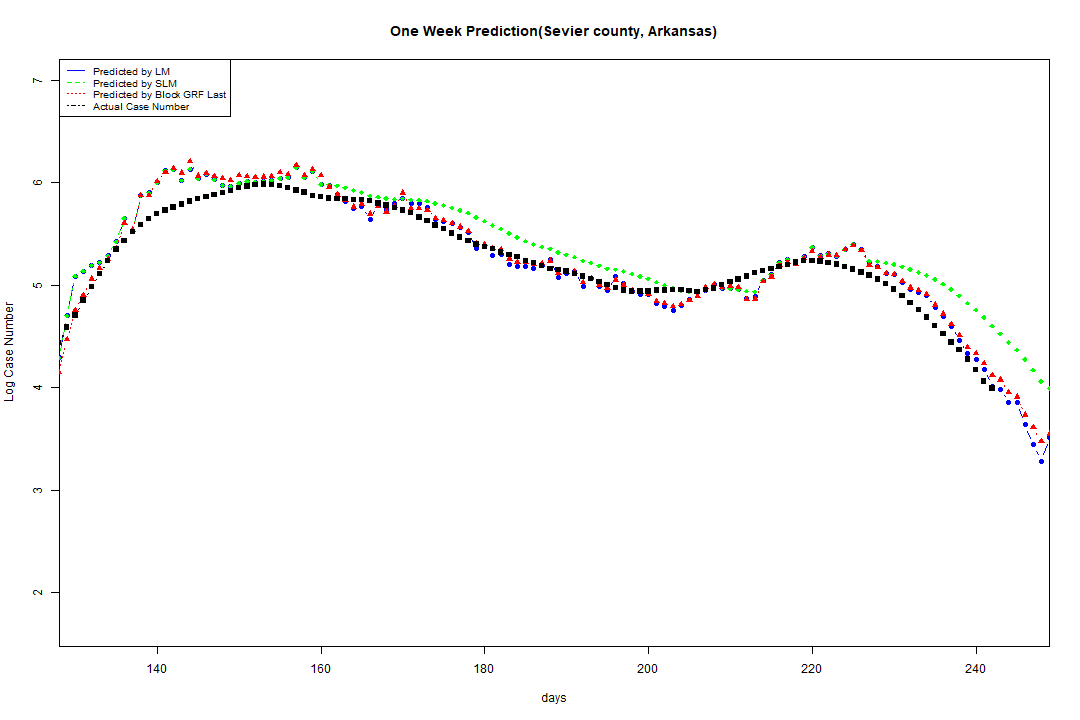 One Week Prediction(Sevier county, Arkansas)
Predicted by LM
Predicted by SLM
Predicted by Block GRF Last
Actual Case Number
7
6
5
4
3
2
Log Case Number
140 160 180 200 220 240
days